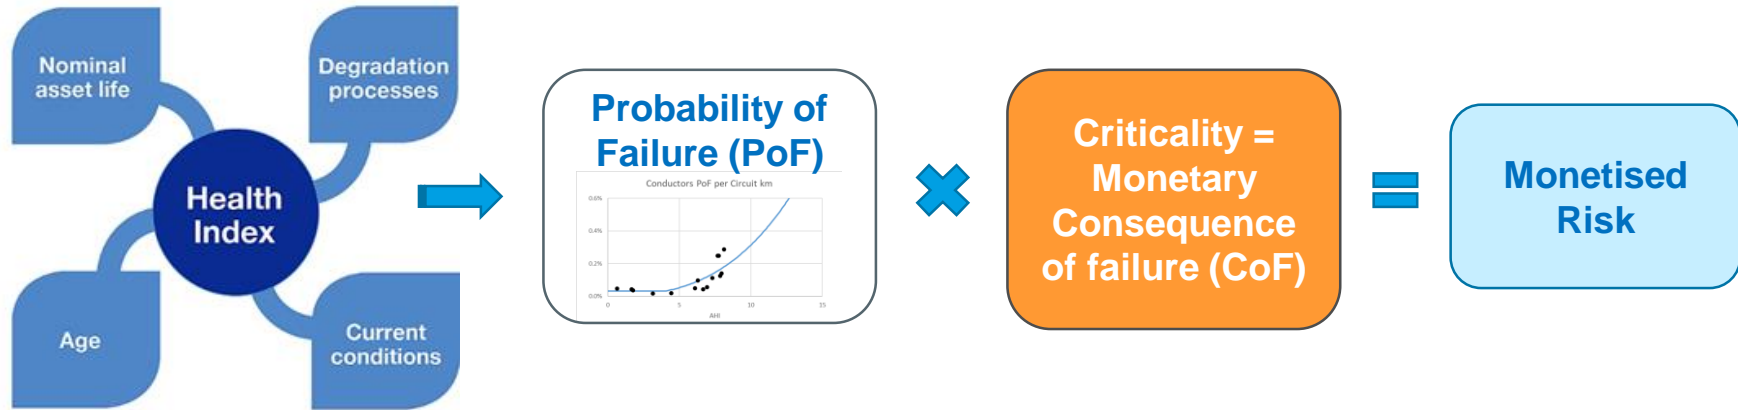 Nominal
asset life
Degradation
processes
Health
Index
Age
Current
conditions
Probability of
Failure (PoF)
Conductors PoF per Circuit km
0.6%
0.4%
0.2%
0.0%
0
5
10
15
AHI
Criticality =
Monetary
Consequence
of failure (CoF)
Monetised
Risk